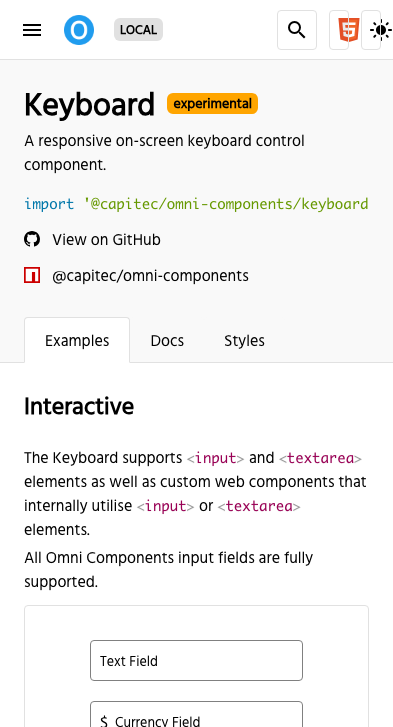 LOCAL
Keyboard experimental
A responsive on-screen keyboard control
component.
import '@capitec/omni-components/keyboard
View on GitHub
@capitec/omni-components
Examples Docs Styles
Interactive
The Keyboard supports <input> and <textarea>
elements as well as custom web components that
internally utilise <input> or <textarea>
elements.
All Omni Components input fields are fully
supported.
Text Field
$ Currency Field